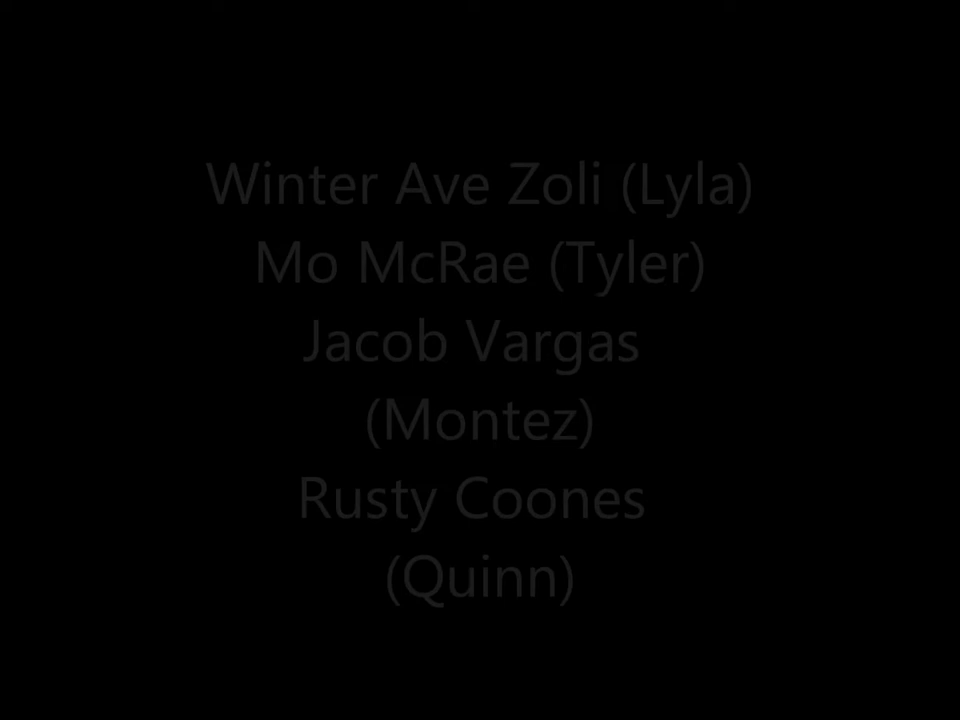 Winter Ave Zoli (Lyla)
Mo McRae (Tyler)
Jacob Vargas
(Montez)
Rusty Coones
(Quinn)